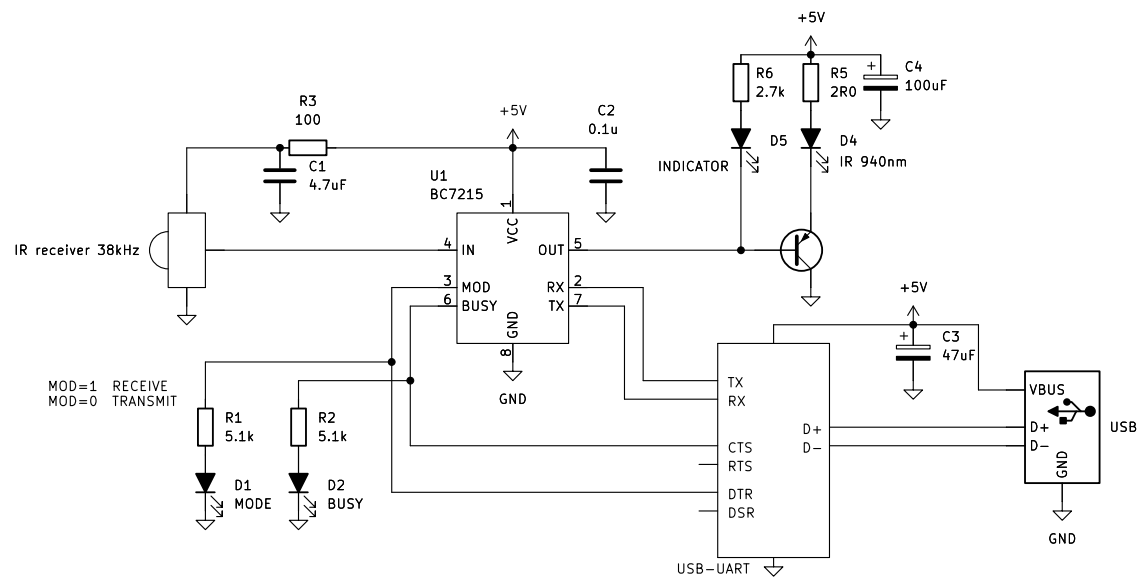 +5V
R6
2.7k
R5
2R0
+
C4
100uF
D5
D4
INDICATOR
IR 940nm
R3
100
+5V
C2
0.1u
C1
4.7uF
U1
BC7215
1
VCC
IR receiver 38kHz
4
IN
OUT
5
3
MOD
RX
2
6
BUSY
TX
7
GND
8
GND
+5V
+
C3
47uF
MOD=1 RECEIVE
MOD=0 TRANSMIT
R1
5.1k
R2
5.1k
D1
MODE
D2
BUSY
TX
RX
D+
D-
CTS
RTS
DTR
DSR
USB-UART
VBUS
D+
D-
GND
USB
GND